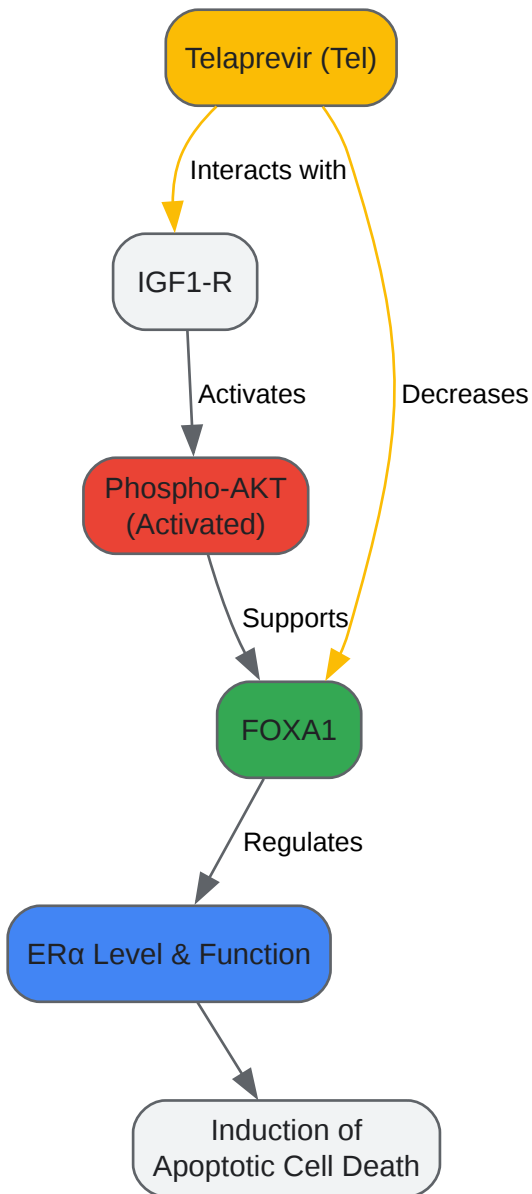 Telaprevir (Tel)
Interacts with
IGF1-R
Activates
Decreases
Phospho-AKT
(Activated)
Supports
FOXA1
Regulates
ERα Level & Function
Induction of
Apoptotic Cell Death